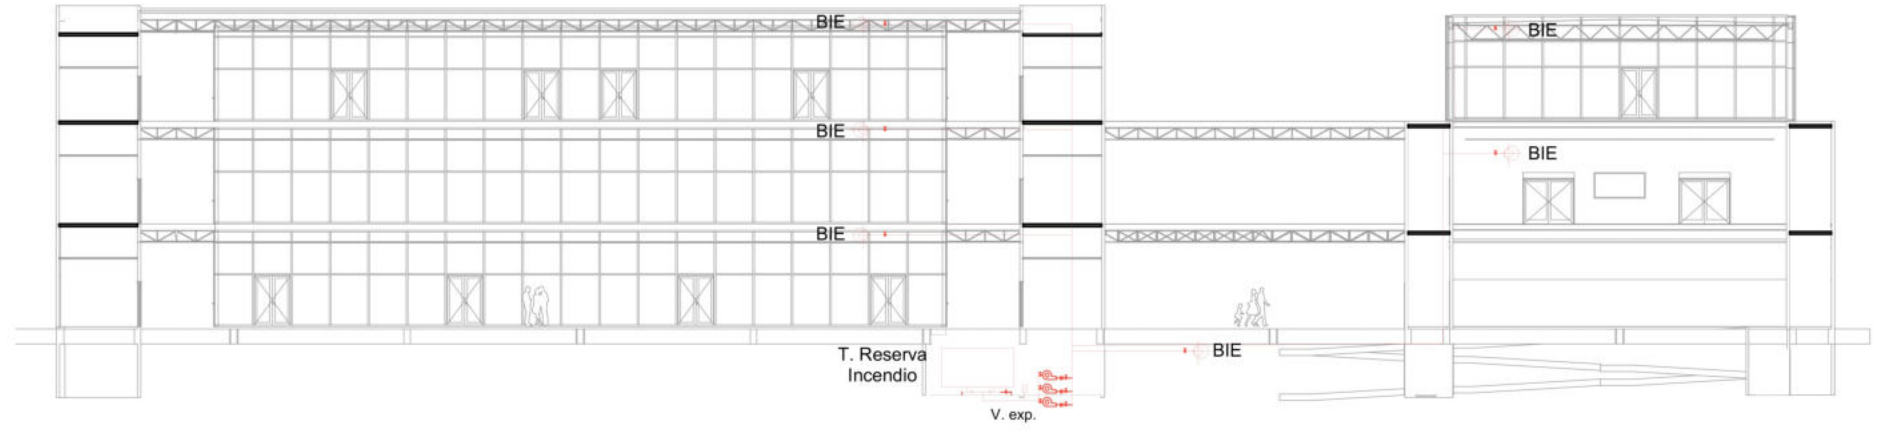 BIE
BIE
BIE
BIE
BIE
BIE
T. Reserva
Incendio
V. exp.